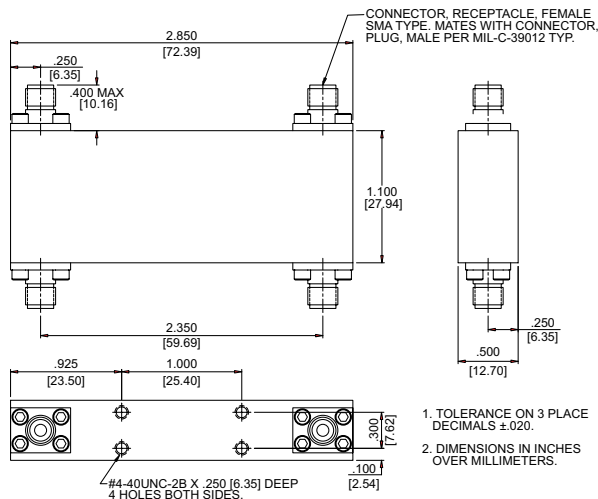 CONNECTOR, RECEPTACLE, FEMALE
SMA TYPE. MATES WITH CONNECTOR,
PLUG, MALE PER MIL-C-39012 TYP.
2.850
[72.39]
.250
[6.35]
.400 MAX
[10.16]
1.100
[27.94]
2.350
[59.69]
.250
[6.35]
.500
[12.70]
.925
[23.50]
1.000
[25.40]
.300
[7.62]
.100
[2.54]
#4-40UNC-2B X .250 [6.35] DEEP
4 HOLES BOTH SIDES.
1. TOLERANCE ON 3 PLACE
DECIMALS ±.020.
2. DIMENSIONS IN INCHES
OVER MILLIMETERS.